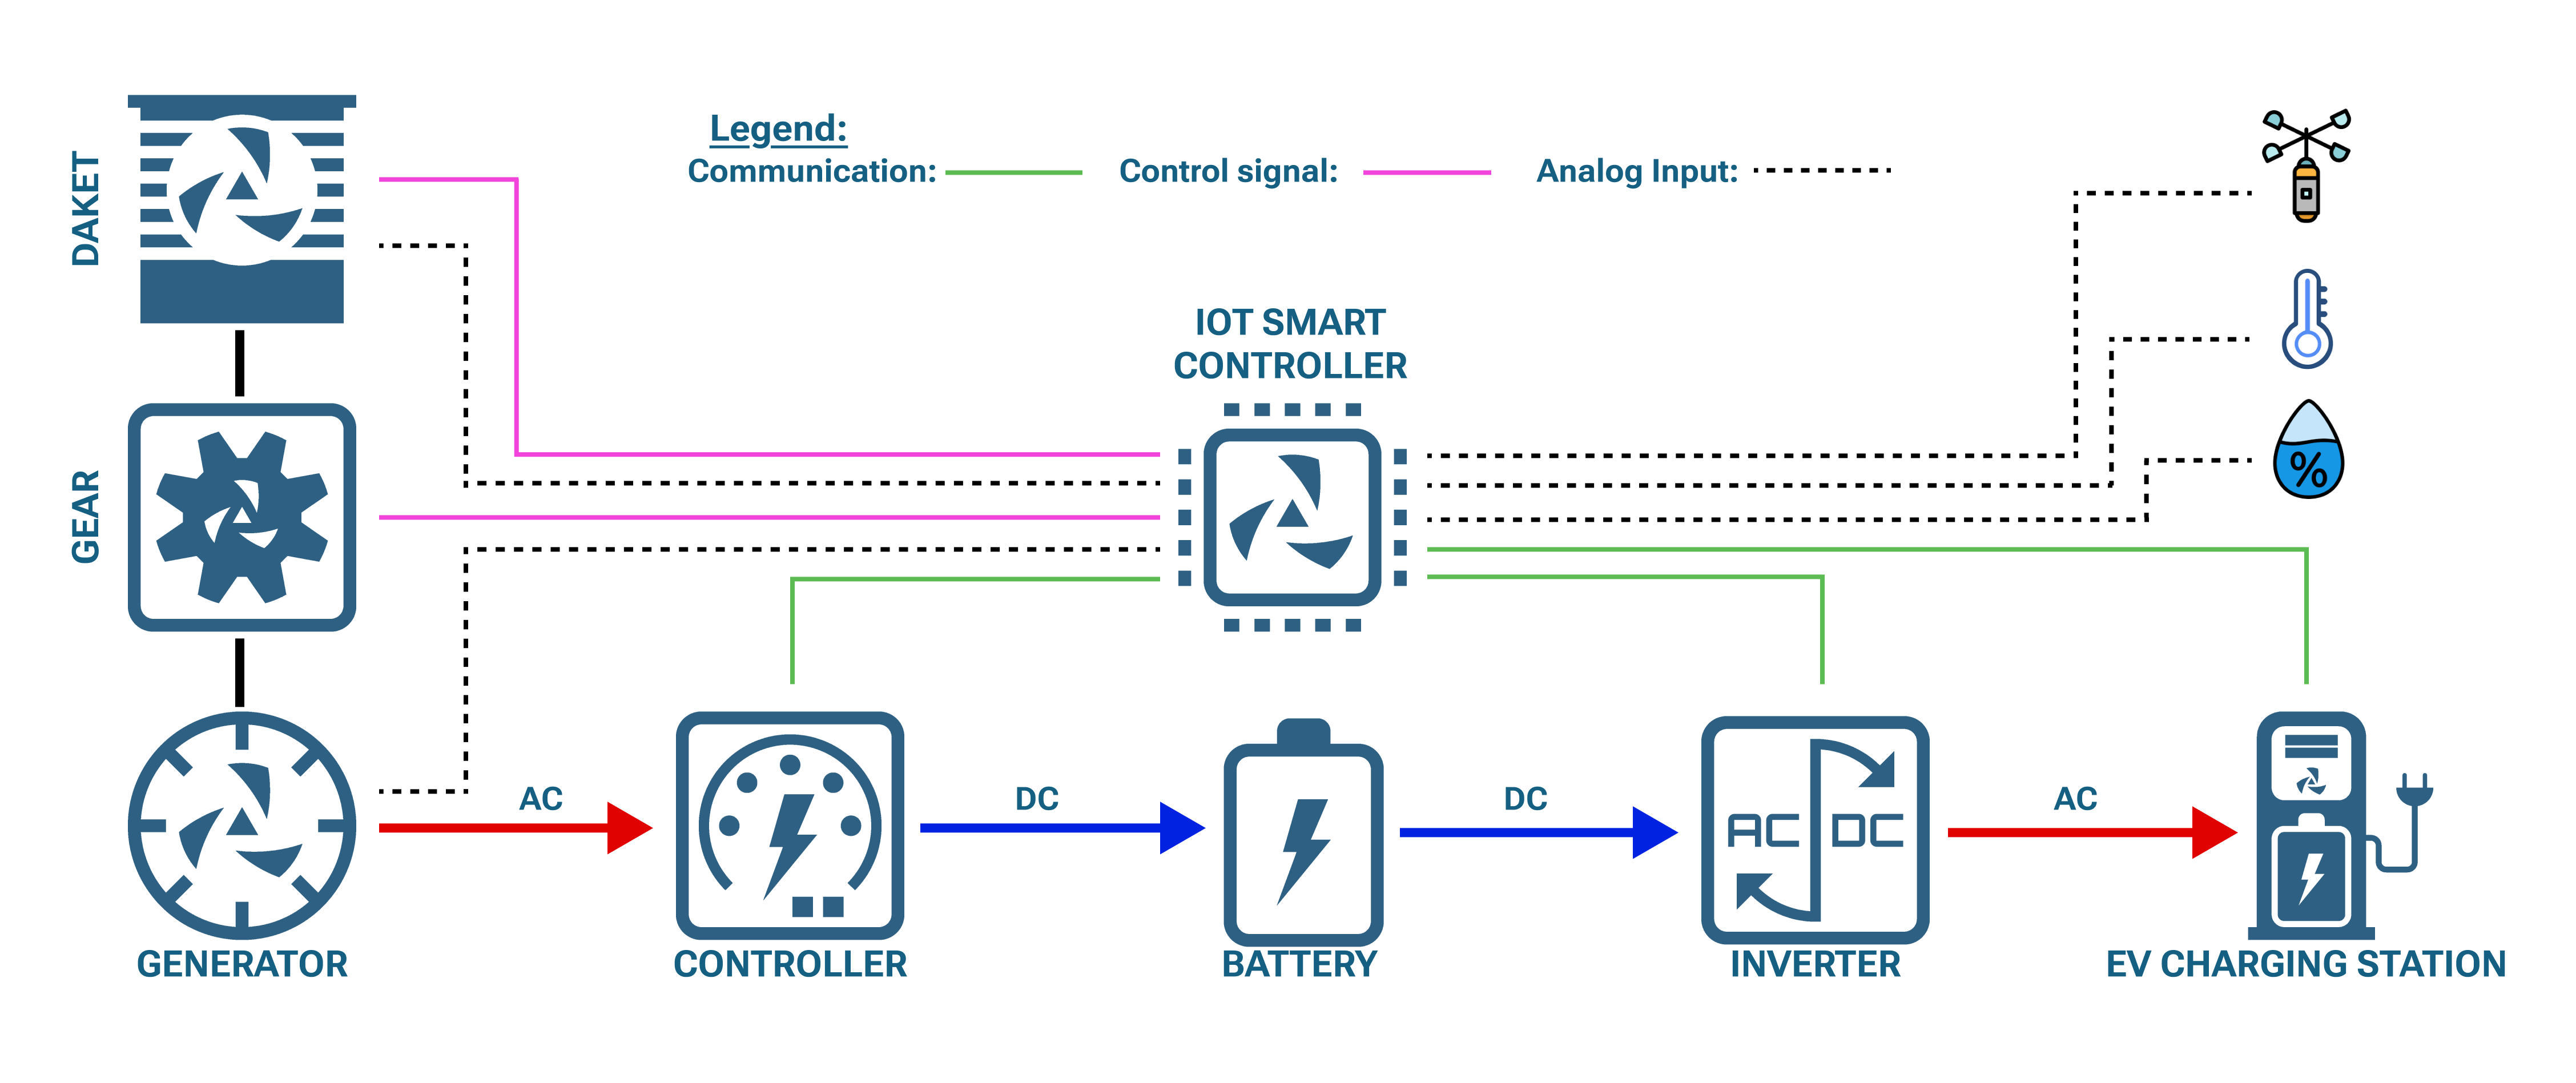 Legend:
Communication:
Control signal:
Analog Input:
DAKET
GEAR
IOT SMART
CONTROLLER
%
AC
DC
DC
AC
AC DC
GENERATOR
CONTROLLER
BATTERY
INVERTER
EV CHARGING STATION